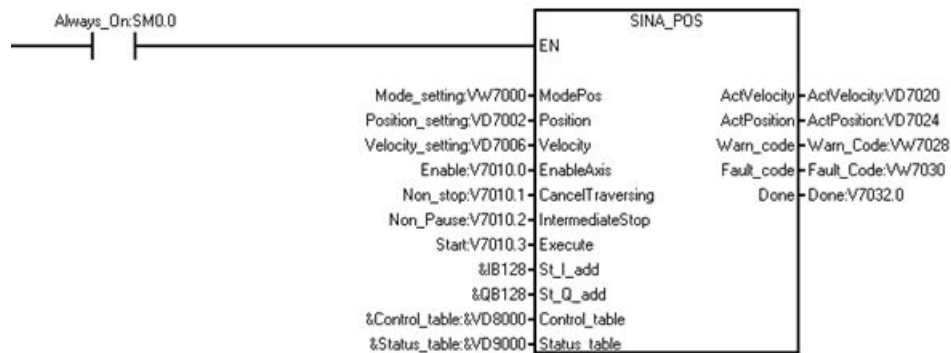 Always_On:SM0.0
SINA_POS
EN
Mode_setting:VW7000 ModePos ActVelocity ActVelocity:VD7020
Position_setting:VD7002 Position ActPosition ActPosition:VD7024
Velocity_setting:VD7006 Velocity Warn_code Warn_Code:VW7028
Enable:V7010.0 EnableAxis Fault_code Fault_Code:VW7030
Non_stop:V7010.1 CancelTraversing Done Done:V7032.0
Non_Pause:V7010.2 IntermediateStop
Start:V7010.3 Execute
&IB128 St_I_add
&QB128 St_Q_add
&Control_table:&VD8000 Control_table
&Status_table:&VD9000 Status_table